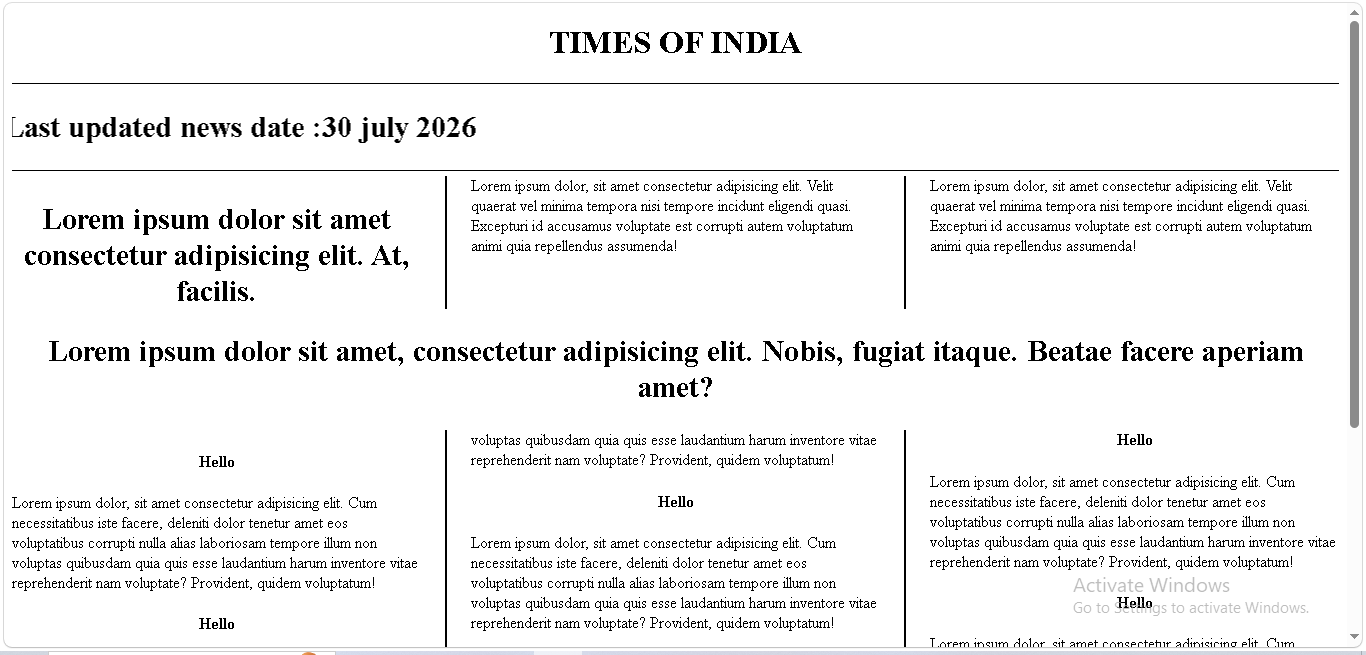 TIMES OF INDIA
Last updated news date :30 july 2026
Lorem ipsum dolor sit amet
consectetur adipisicing elit. At,
facilis.
Lorem ipsum dolor, sit amet consectetur adipisicing elit. Velit
quaerat vel minima tempora nisi tempore incidunt eligendi quasi.
Excepturi id accusamus voluptate est corrupti autem voluptatum
animi quia repellendus assumenda!
Lorem ipsum dolor, sit amet consectetur adipisicing elit. Velit
quaerat vel minima tempora nisi tempore incidunt eligendi quasi.
Excepturi id accusamus voluptate est corrupti autem voluptatum
animi quia repellendus assumenda!
Lorem ipsum dolor sit amet, consectetur adipisicing elit. Nobis, fugiat itaque. Beatae facere aperiam
amet?
Hello
Lorem ipsum dolor, sit amet consectetur adipisicing elit. Cum
necessitatibus iste facere, deleniti dolor tenetur amet eos
voluptatibus corrupti nulla alias laboriosam tempore illum non
voluptas quibusdam quia quis esse laudantium harum inventore vitae
reprehenderit nam voluptate? Provident, quidem voluptatum!
Hello
voluptas quibusdam quia quis esse laudantium harum inventore vitae
reprehenderit nam voluptate? Provident, quidem voluptatum!
Hello
Lorem ipsum dolor, sit amet consectetur adipisicing elit. Cum
necessitatibus iste facere, deleniti dolor tenetur amet eos
voluptatibus corrupti nulla alias laboriosam tempore illum non
voluptas quibusdam quia quis esse laudantium harum inventore vitae
reprehenderit nam voluptate? Provident, quidem voluptatum!
Hello
Lorem ipsum dolor, sit amet consectetur adipisicing elit. Cum
necessitatibus iste facere, deleniti dolor tenetur amet eos
voluptatibus corrupti nulla alias laboriosam tempore illum non
voluptas quibusdam quia quis esse laudantium harum inventore vitae
reprehenderit nam voluptate? Provident, quidem voluptatum!
Hello
Lorem ipsum dolor, sit amet consectetur adipisicing elit. Cum
Activate Windows
Go to Settings to activate Windows.